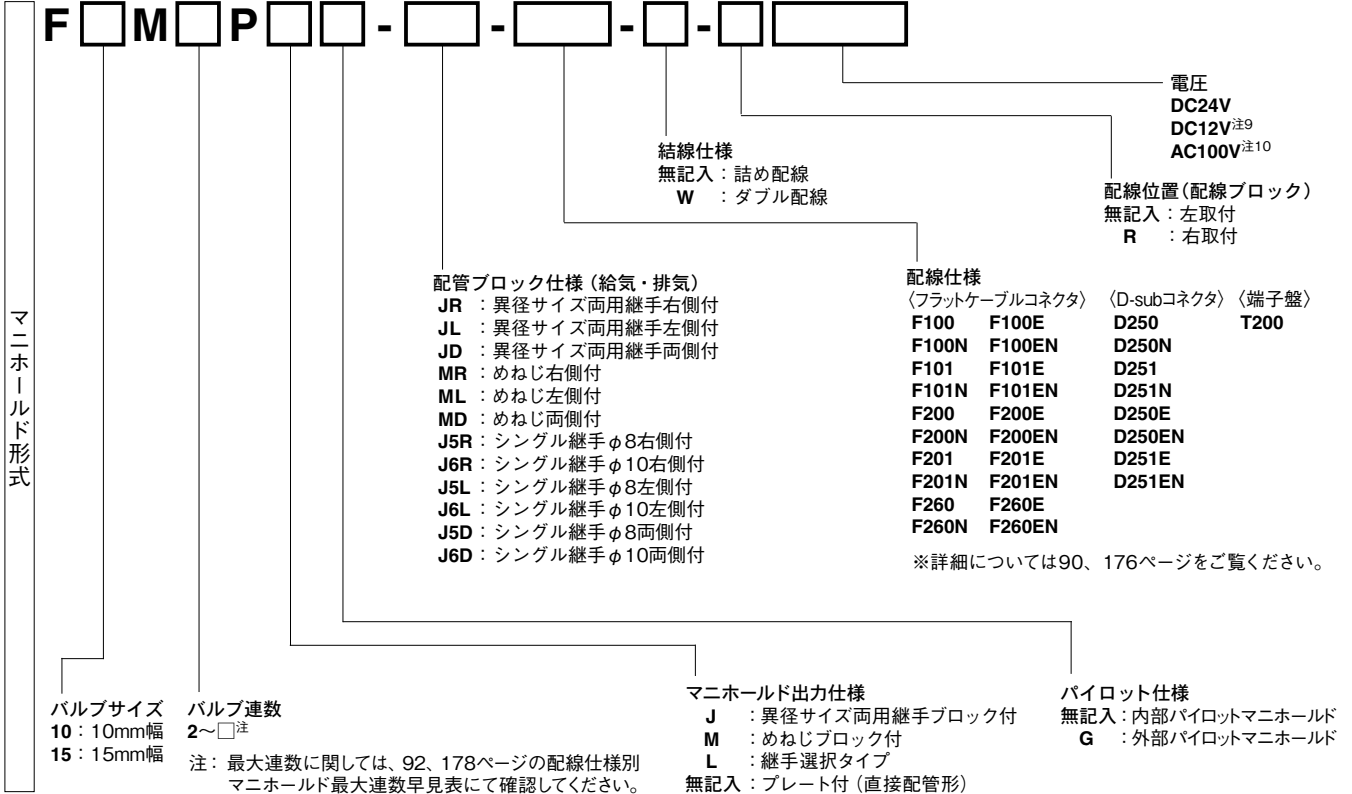 F□M□P□□-□-□-□-□□
マニホールド形式
電圧
DC24V
DC12V注9
AC100V注10
結線仕様
無記入：詰め配線
W ：ダブル配線
配線位置（配線ブロック）
無記入：左取付
R ：右取付
配管ブロック仕様（給気・排気）
JR ：異径サイズ両用継手右側付
JL ：異径サイズ両用継手左側付
JD ：異径サイズ両用継手両側付
MR ：めねじ右側付
ML ：めねじ左側付
MD ：めねじ両側付
J5R：シングル継手φ8右側付
J6R：シングル継手φ10右側付
J5L：シングル継手φ8左側付
J6L：シングル継手φ10左側付
J5D：シングル継手φ8両側付
J6D：シングル継手φ10両側付
配線仕様
〈フラットケーブルコネクタ〉 〈D-subコネクタ〉 〈端子盤〉
F100 F100E D250 T200
F100N F100EN D250N
F101 F101E D251
F101N F101EN D251N
F200 F200E D250E
F200N F200EN D250EN
F201 F201E D251E
F201N F201EN D251EN
F260 F260E
F260N F260EN
※詳細については90、176ページをご覧ください。
バルブサイズ
10：10mm幅
15：15mm幅
バルブ連数
2～□注
注：最大連数に関しては、92、178ページの配線仕様別
マニホールド最大連数早見表にて確認してください。
マニホールド出力仕様
J ：異径サイズ両用継手ブロック付
M ：めねじブロック付
L ：継手選択タイプ
無記入：プレート付（直接配管形）
パイロット仕様
無記入：内部パイロットマニホールド
G ：外部パイロットマニホールド